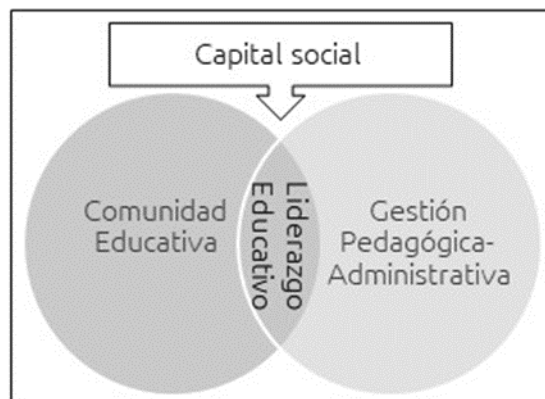 Capital social
Comunidad
Educativa
Liderazgo
Educativo
Gestión
Pedagógica-
Administrativa